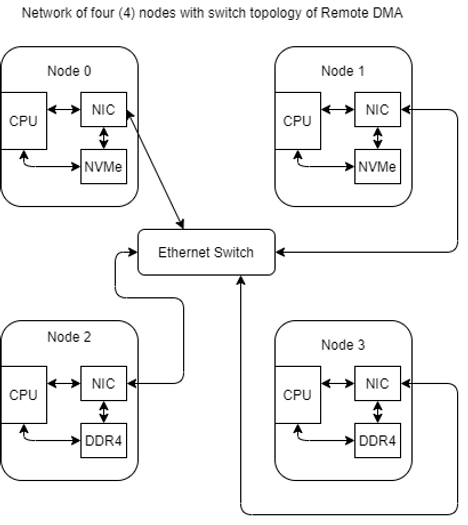 Network of four (4) nodes with switch topology of Remote DMA
Node 0
CPU
NIC
NVMe
Node 1
CPU
NIC
NVMe
Ethernet Switch
Node 2
CPU
NIC
DDR4
Node 3
CPU
NIC
DDR4